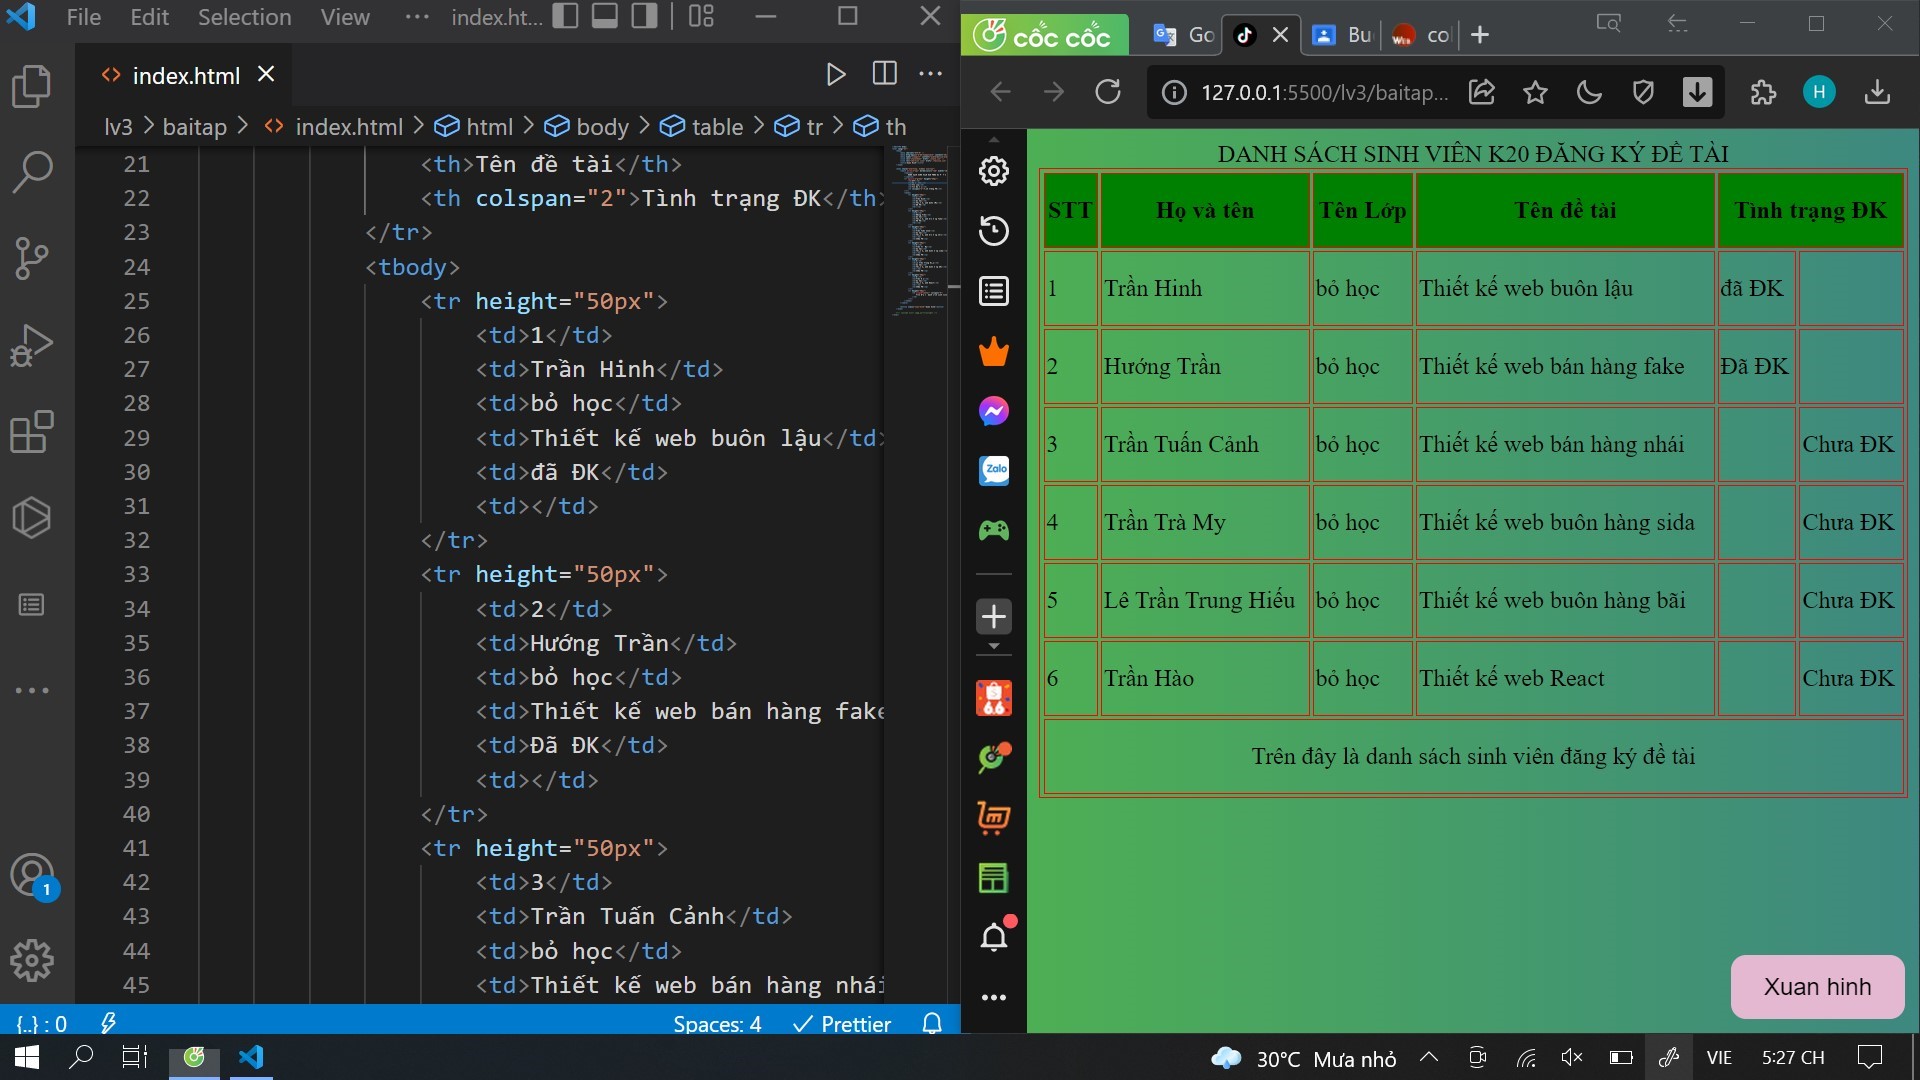 File Edit Selection View ··· index.ht...
index.html
lv3 > baitap > index.html > html > body > table > tr > th
21 <th>Tên đề tài</th>
22 <th colspan="2">Tình trạng ĐK</th>
23 </tr>
24 <tbody>
25 <tr height="50px">
26 <td>1</td>
27 <td>Trần Hinh</td>
28 <td>bỏ học</td>
29 <td>Thiết kế web buôn lậu</td>
30 <td>đã ĐK</td>
31 <td></td>
32 </tr>
33 <tr height="50px">
34 <td>2</td>
35 <td>Hướng Trần</td>
36 <td>bỏ học</td>
37 <td>Thiết kế web bán hàng fake
38 <td>Đã ĐK</td>
39 <td></td>
40 </tr>
41 <tr height="50px">
42 <td>3</td>
43 <td>Trần Tuấn Cảnh</td>
44 <td>bỏ học</td>
45 <td>Thiết kế web bán hàng nhái
1
{..} : 0 Spaces: 4 Prettier
cốc cốc Go Bu WEB co
127.0.0.1:5500/lv3/baitap... H
Zalo
6.6
DANH SÁCH SINH VIÊN K20 ĐĂNG KÝ ĐỀ TÀI
STT Họ và tên Tên Lớp Tên đề tài Tình trạng ĐK
1 Trần Hinh bỏ học Thiết kế web buôn lậu đã ĐK
2 Hướng Trần bỏ học Thiết kế web bán hàng fake Đã ĐK
3 Trần Tuấn Cảnh bỏ học Thiết kế web bán hàng nhái Chưa ĐK
4 Trần Trà My bỏ học Thiết kế web buôn hàng sida Chưa ĐK
5 Lê Trần Trung Hiếu bỏ học Thiết kế web buôn hàng bãi Chưa ĐK
6 Trần Hào bỏ học Thiết kế web React Chưa ĐK
Trên đây là danh sách sinh viên đăng ký đề tài
Xuan hinh
30°C Mưa nhỏ VIE 5:27 CH